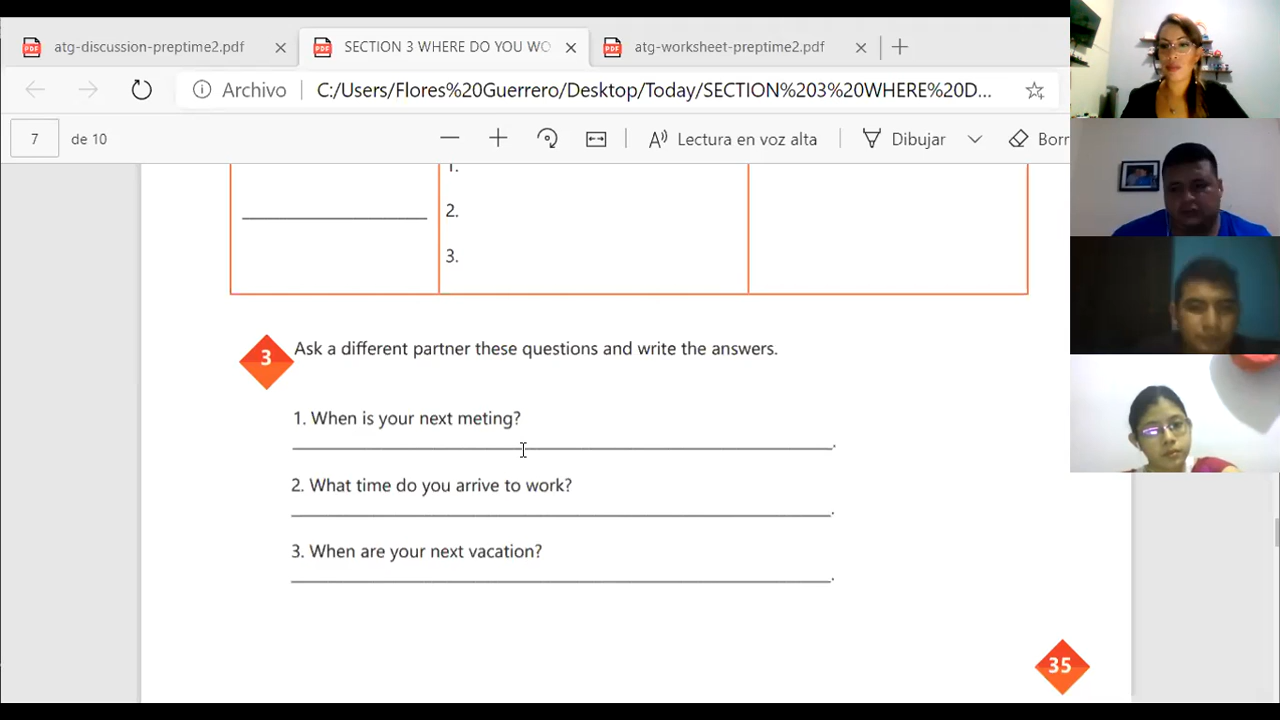 atg-discussion-preptime2.pdf
SECTION 3 WHERE DO YOU WO
atg-worksheet-preptime2.pdf
Archivo
C:/Users/Flores%20Guerrero/Desktop/Today/SECTION%203%20WHERE%20D...
7
de 10
Lectura en voz alta
Dibujar
Borr
1.
2.
3.
3
Ask a different partner these questions and write the answers.
1. When is your next meting?
2. What time do you arrive to work?
3. When are your next vacation?
35